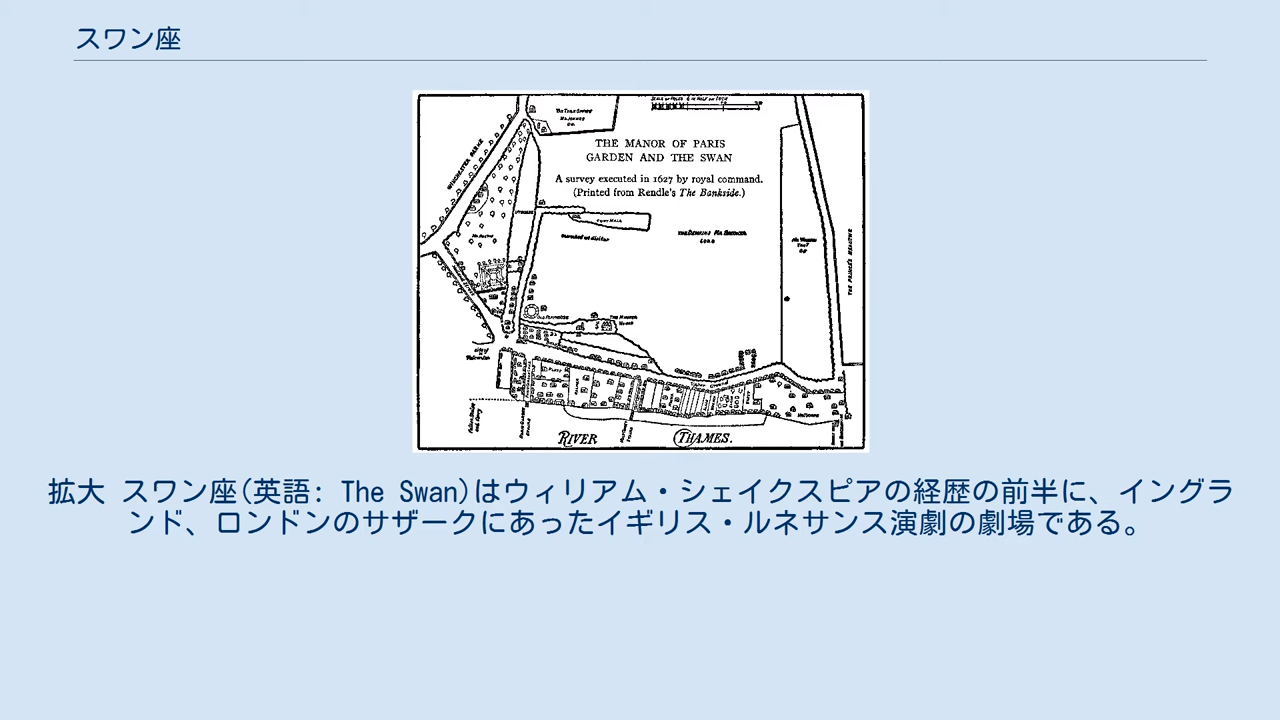 スワン座
THE MANOR OF PARIS
GARDEN AND THE SWAN
A survey executed in 1627 by royal command.
(Printed from Rendle's The Bankside.)
RIVER THAMES.
拡大 スワン座(英語: The Swan)はウィリアム・シェイクスピアの経歴の前半に、イングラ
ンド、ロンドンのサザークにあったイギリス・ルネサンス演劇の劇場である。